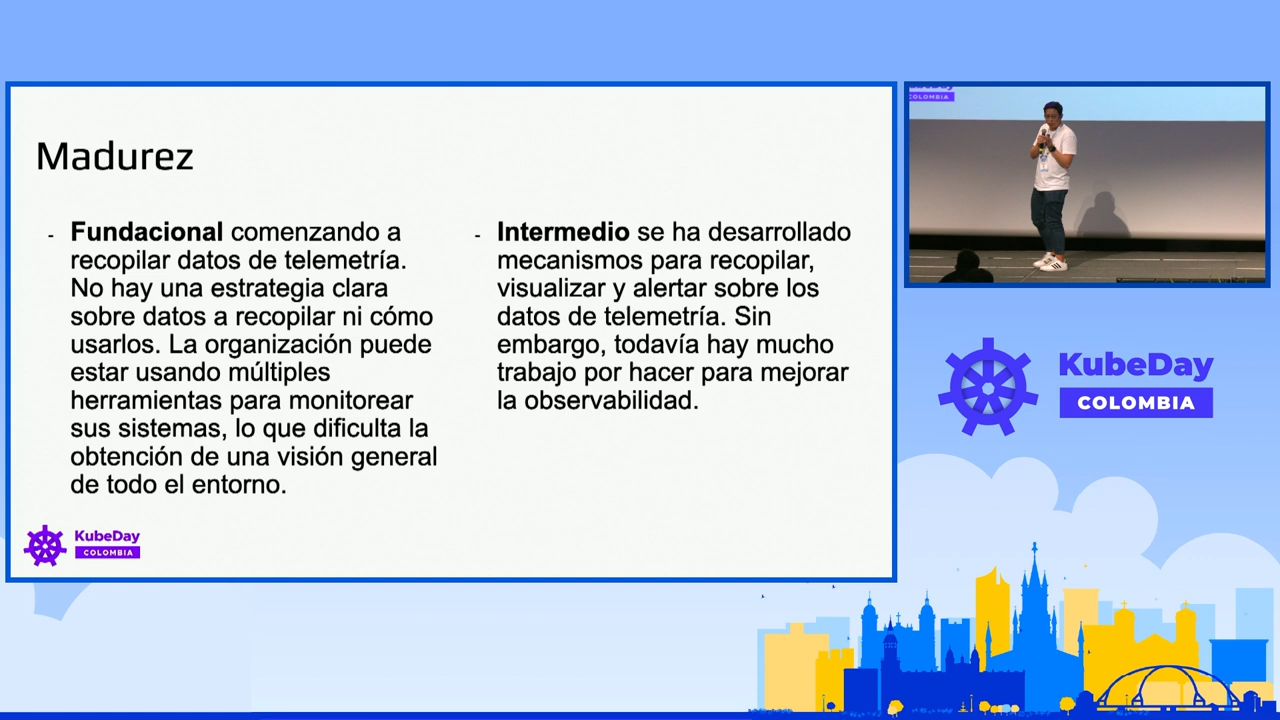 Madurez
- Fundacional comenzando a
recopilar datos de telemetría.
No hay una estrategia clara
sobre datos a recopilar ni cómo
usarlos. La organización puede
estar usando múltiples
herramientas para monitorear
sus sistemas, lo que dificulta la
obtención de una visión general
de todo el entorno.
- Intermedio se ha desarrollado
mecanismos para recopilar,
visualizar y alertar sobre los
datos de telemetría. Sin
embargo, todavía hay mucho
trabajo por hacer para mejorar
la observabilidad.
KubeDay
COLOMBIA
COLOMBIA
KubeDay
COLOMBIA